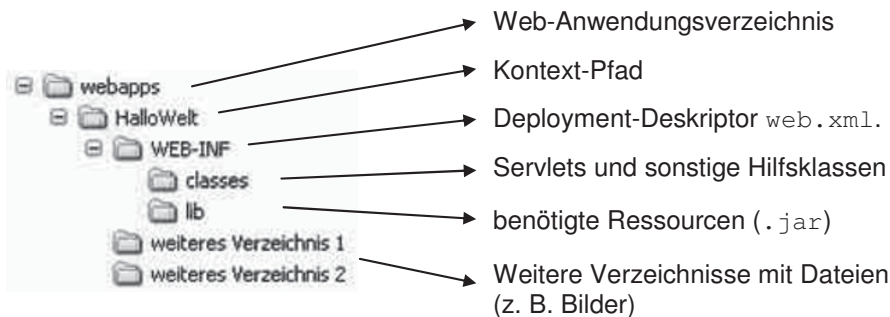 Web-Anwendungsverzeichnis
webapps
Kontext-Pfad
HalloWelt
Deployment-Deskriptor web.xml.
WEB-INF
Servlets und sonstige Hilfsklassen
classes
benötigte Ressourcen (.jar)
lib
weiteres Verzeichnis 1
weiteres Verzeichnis 2
Weitere Verzeichnisse mit Dateien
(z. B. Bilder)